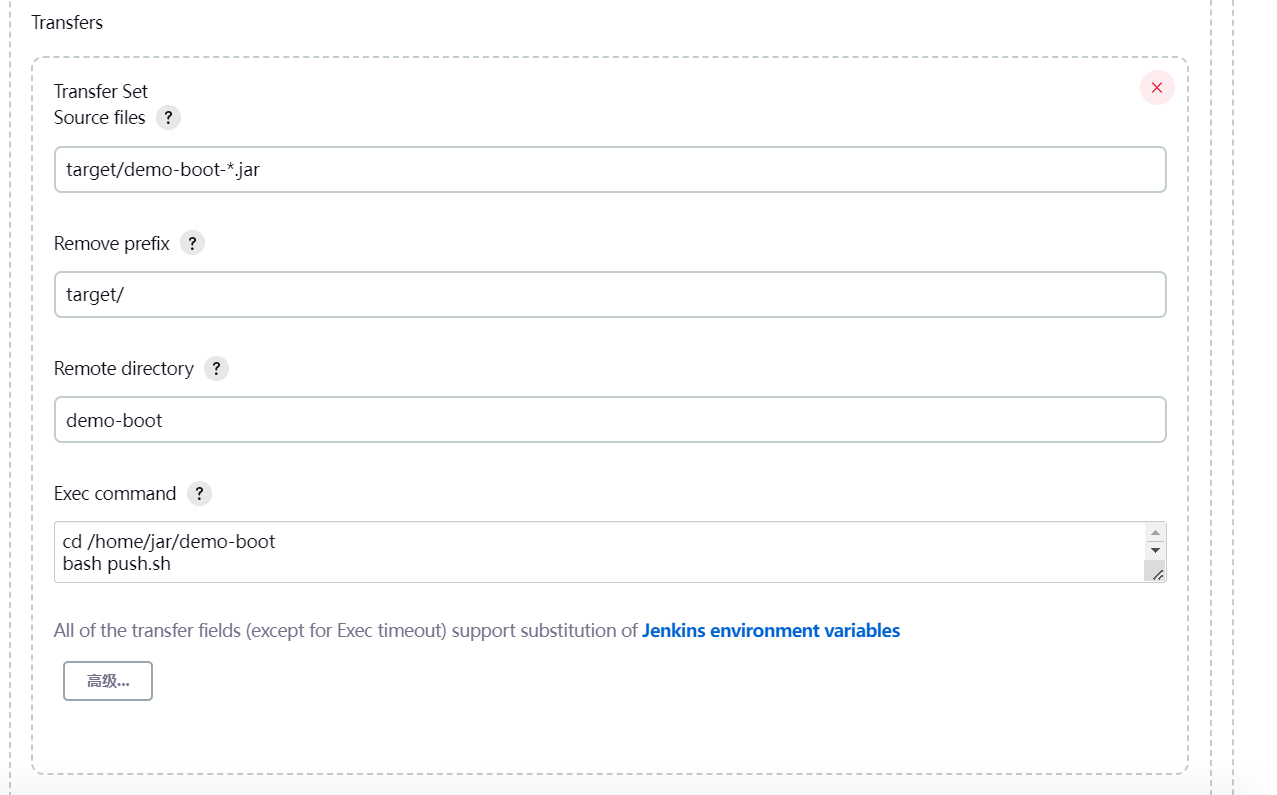 Transfers
Transfer Set
Source files ?
target/demo-boot-*.jar
Remove prefix ?
target/
Remote directory ?
demo-boot
Exec command ?
cd /home/jar/demo-boot
bash push.sh
All of the transfer fields (except for Exec timeout) support substitution of Jenkins environment variables
高级...